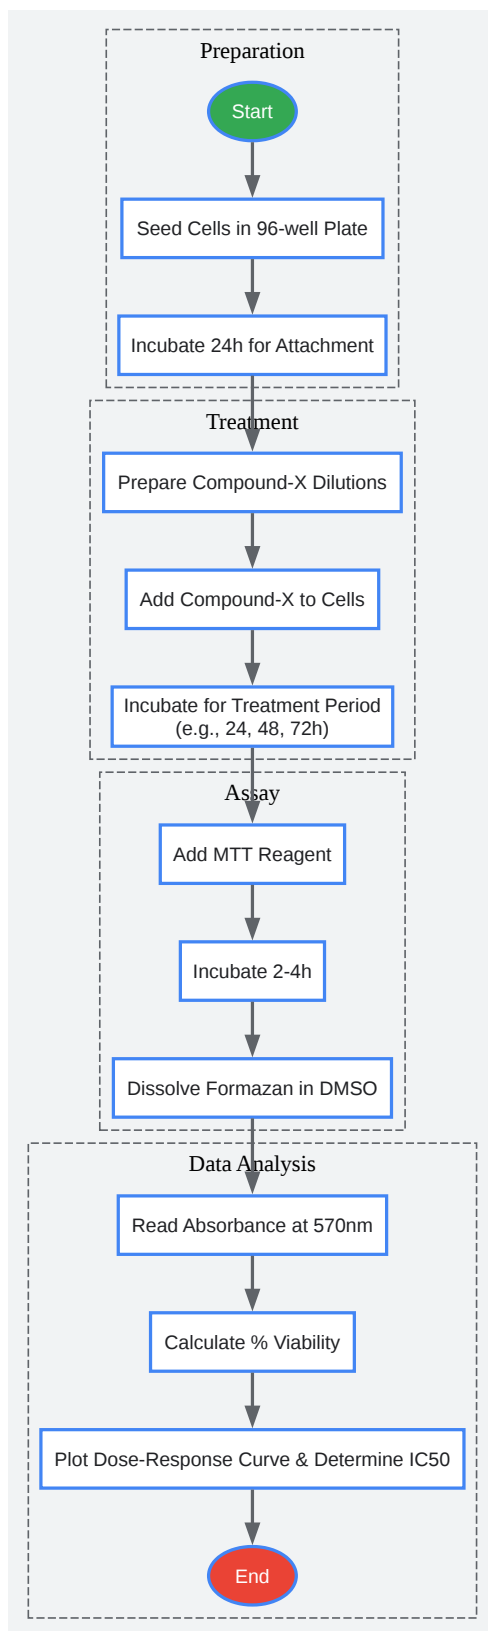 Preparation
Start
Seed Cells in 96-well Plate
Incubate 24h for Attachment
Treatment
Prepare Compound-X Dilutions
Add Compound-X to Cells
Incubate for Treatment Period
(e.g., 24, 48, 72h)
Assay
Add MTT Reagent
Incubate 2-4h
Dissolve Formazan in DMSO
Data Analysis
Read Absorbance at 570nm
Calculate % Viability
Plot Dose-Response Curve & Determine IC50
End